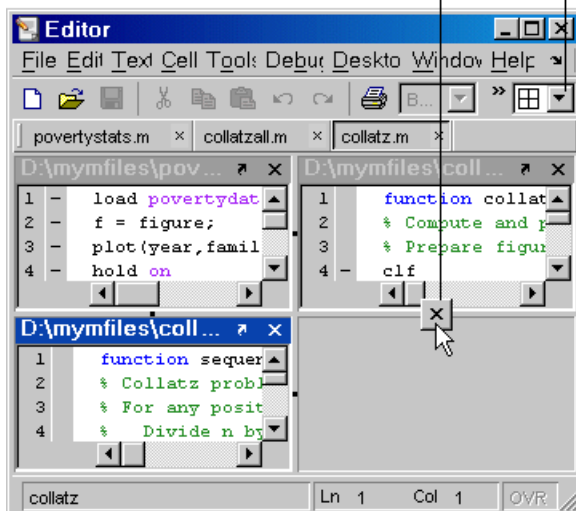 Editor
File Edit Text Cell Tools Debug Deskto Window Help
B...
povertystats.m × collatzall.m × collatz.m ×
D:\mymfiles\pov...
1 – load povertydat
2 – f = figure;
3 – plot(year,famil
4 – hold on
D:\mymfiles\coll...
1 function collat
2 % Compute and p
3 % Prepare figur
4 – clf
D:\mymfiles\coll...
1 function sequer
2 % Collatz probl
3 % For any posit
4 % Divide n by
collatz Ln 1 Col 1 OVR